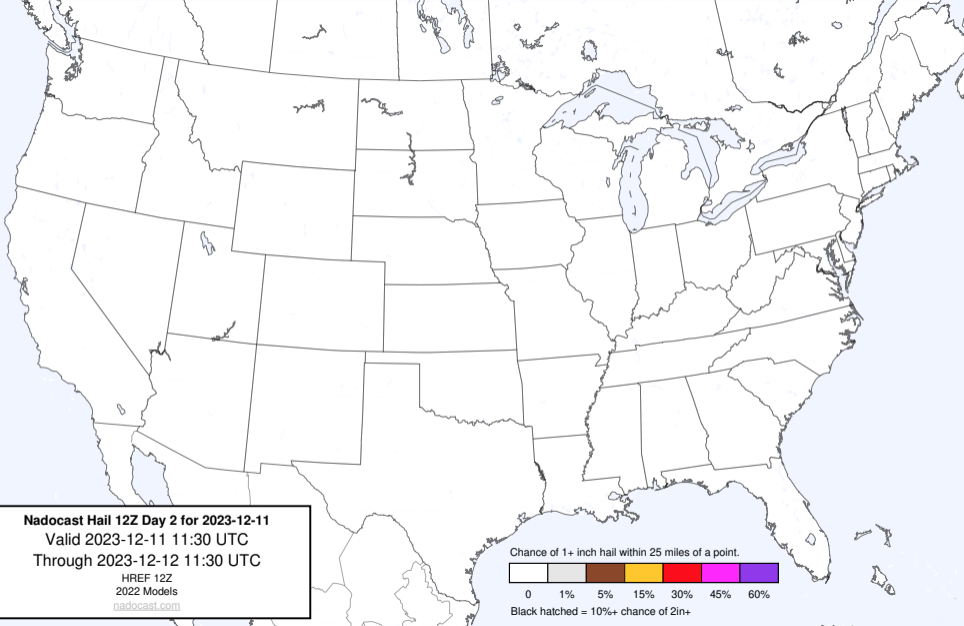 Nadocast Hail 12Z Day 2 for 2023-12-11
Valid 2023-12-11 11:30 UTC
Through 2023-12-12 11:30 UTC
HREF 12Z
2022 Models
nadocast.com
Chance of 1+ inch hail within 25 miles of a point.
0 1% 5% 15% 30% 45% 60%
Black hatched = 10%+ chance of 2in+